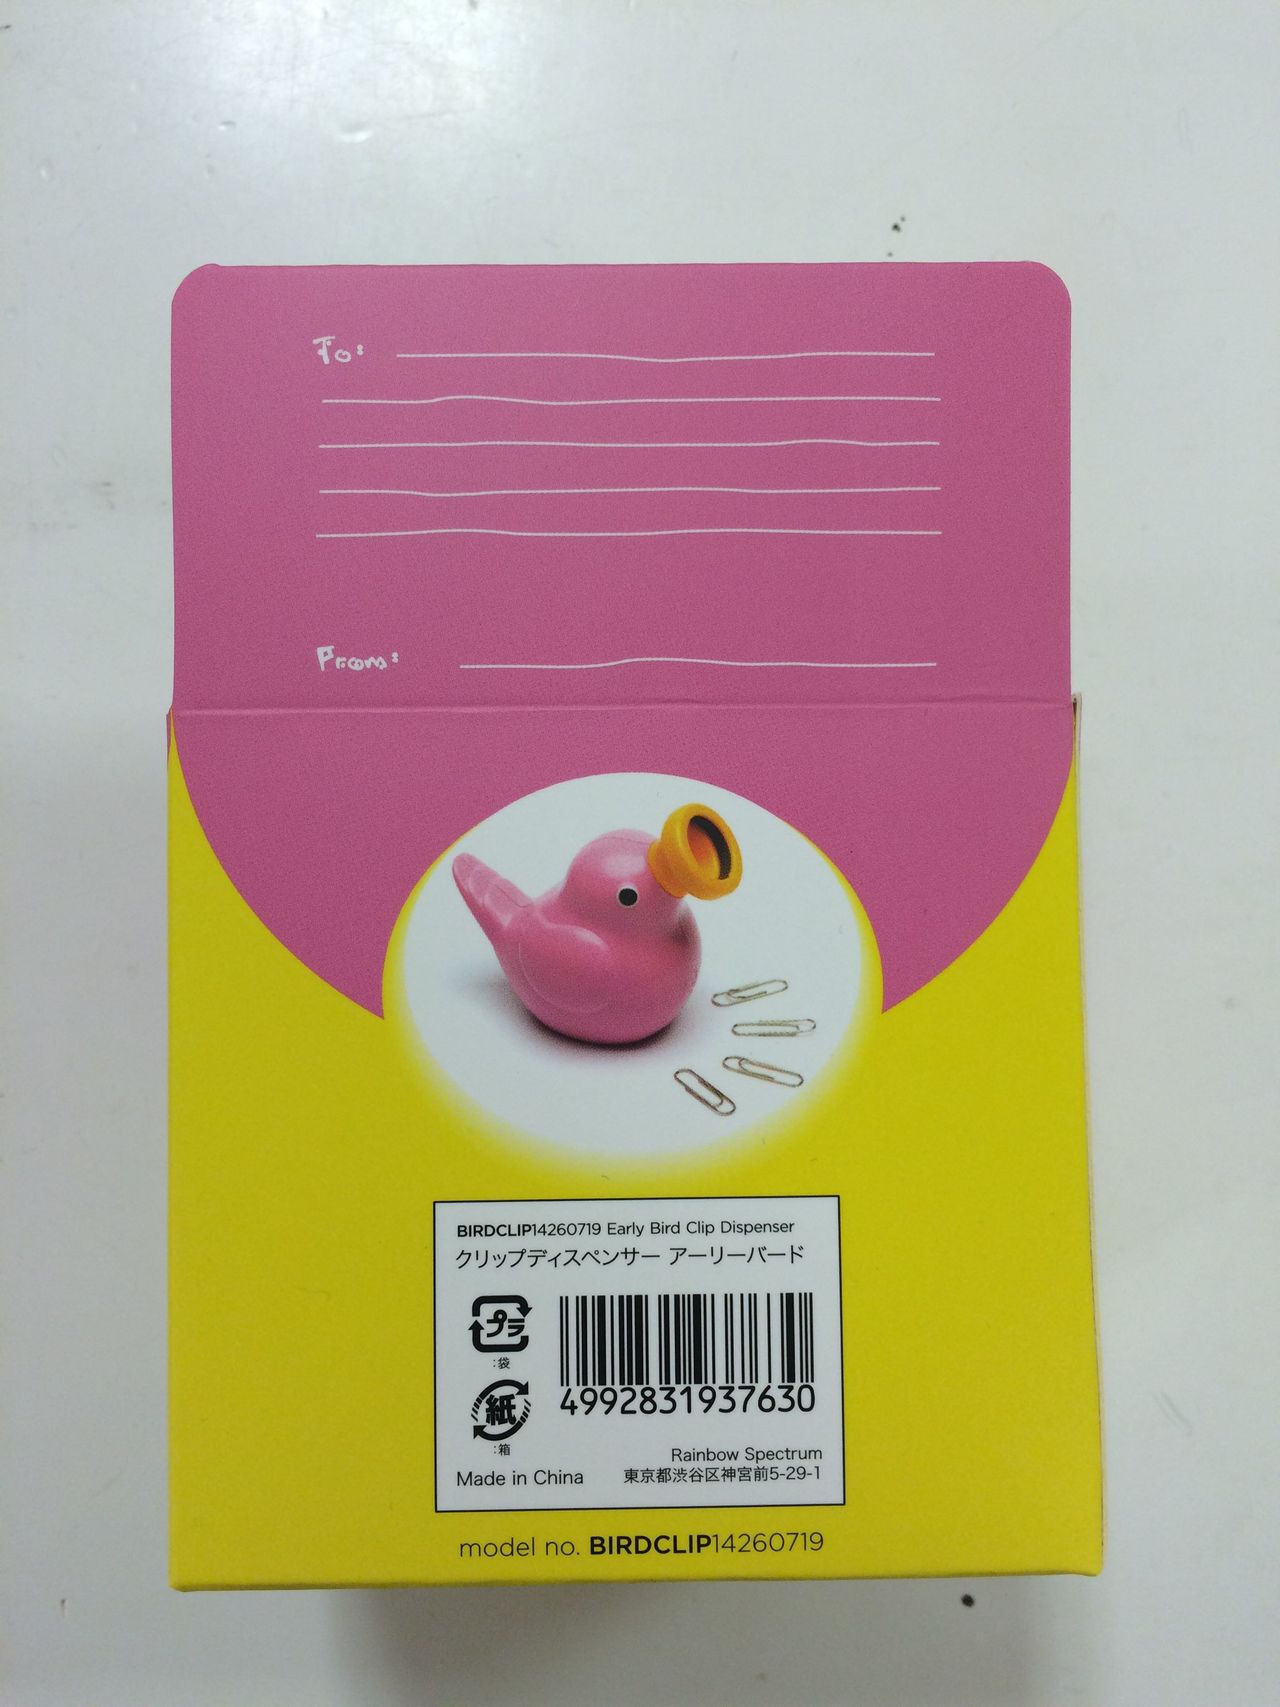 To:
From:
BIRDCLIP14260719 Early Bird Clip Dispenser
クリップディスペンサー アーリーバード
プラ
:袋
紙
:箱
4992831937630
Rainbow Spectrum
Made in China 東京都渋谷区神宮前5-29-1
model no. BIRDCLIP14260719